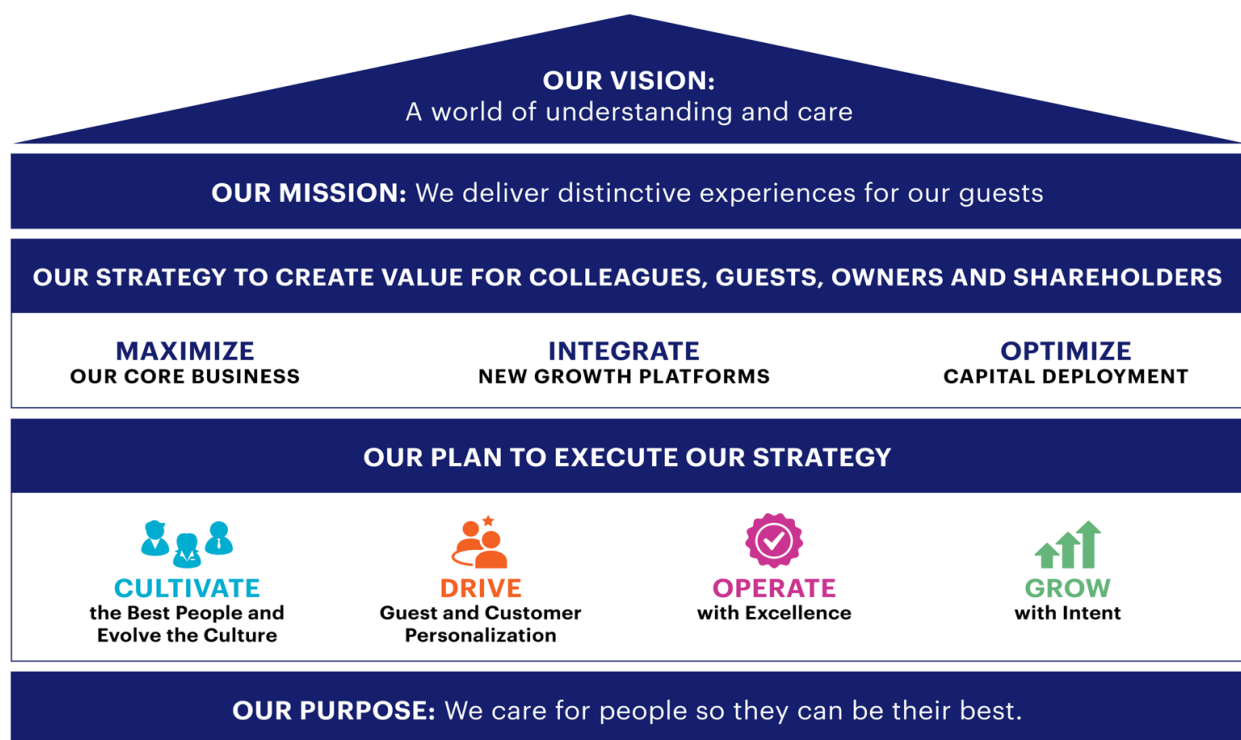 OUR VISION:
A world of understanding and care
OUR MISSION: We deliver distinctive experiences for our guests
OUR STRATEGY TO CREATE VALUE FOR COLLEAGUES, GUESTS, OWNERS AND SHAREHOLDERS
MAXIMIZE
OUR CORE BUSINESS
INTEGRATE
NEW GROWTH PLATFORMS
OPTIMIZE
CAPITAL DEPLOYMENT
OUR PLAN TO EXECUTE OUR STRATEGY
CULTIVATE
the Best People and
Evolve the Culture
DRIVE
Guest and Customer
Personalization
OPERATE
with Excellence
GROW
with Intent
OUR PURPOSE: We care for people so they can be their best.